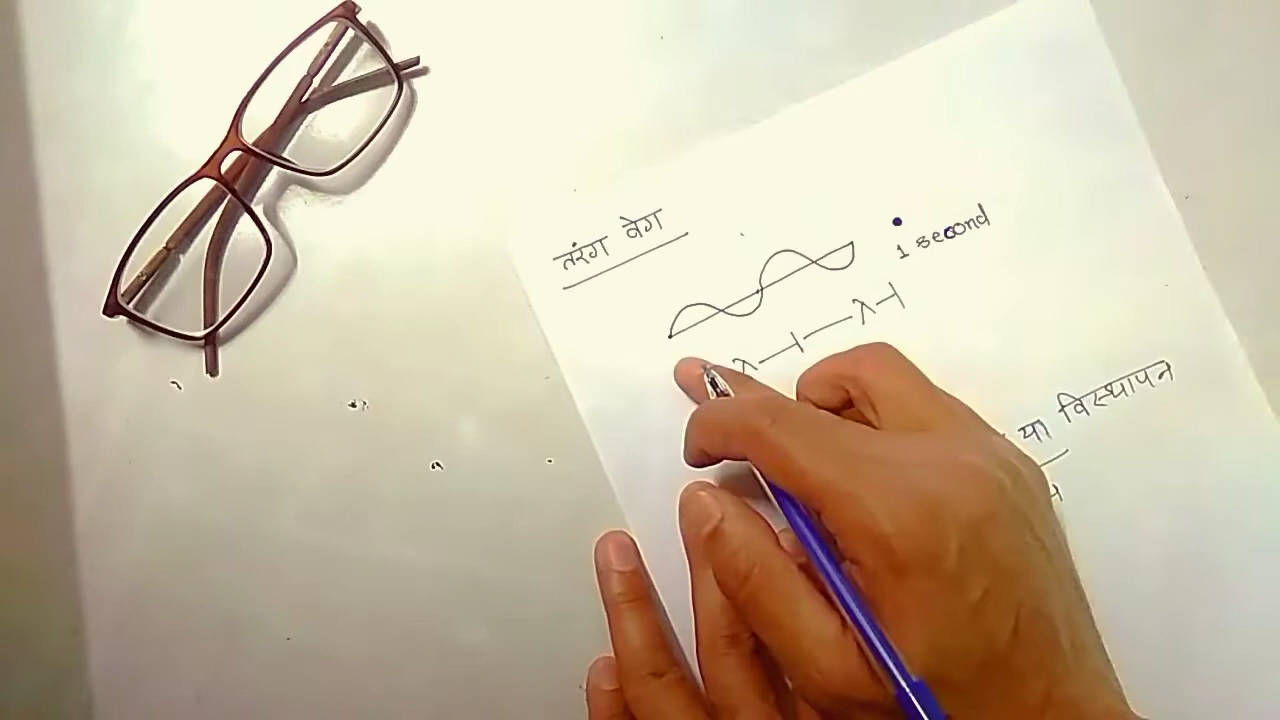 तरंग वेग
1 second
λ λ
या विस्थापन